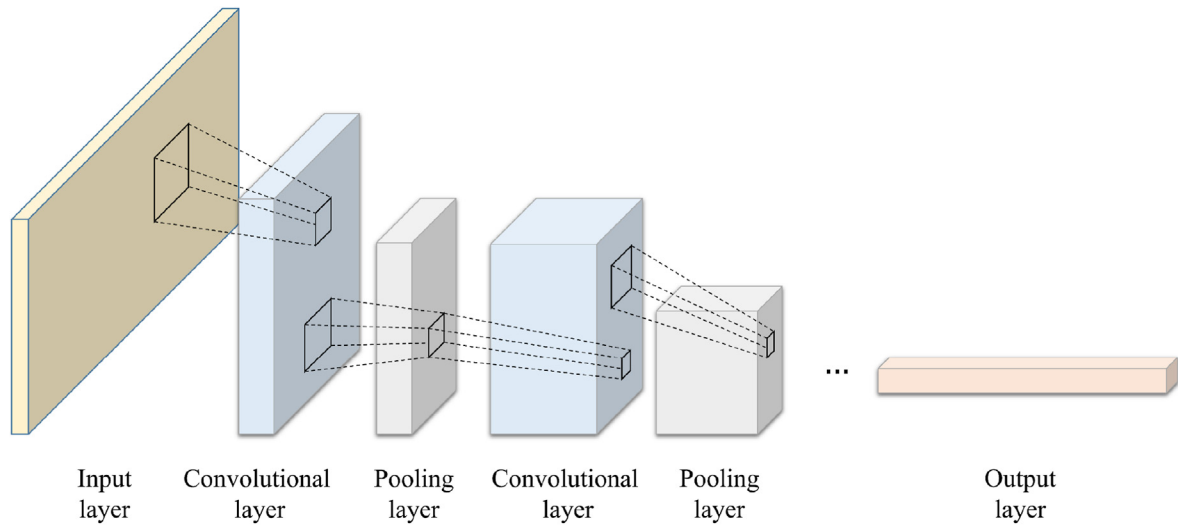 Input
layer
Convolutional
layer
Pooling
layer
Convolutional
layer
Pooling
layer
...
Output
layer